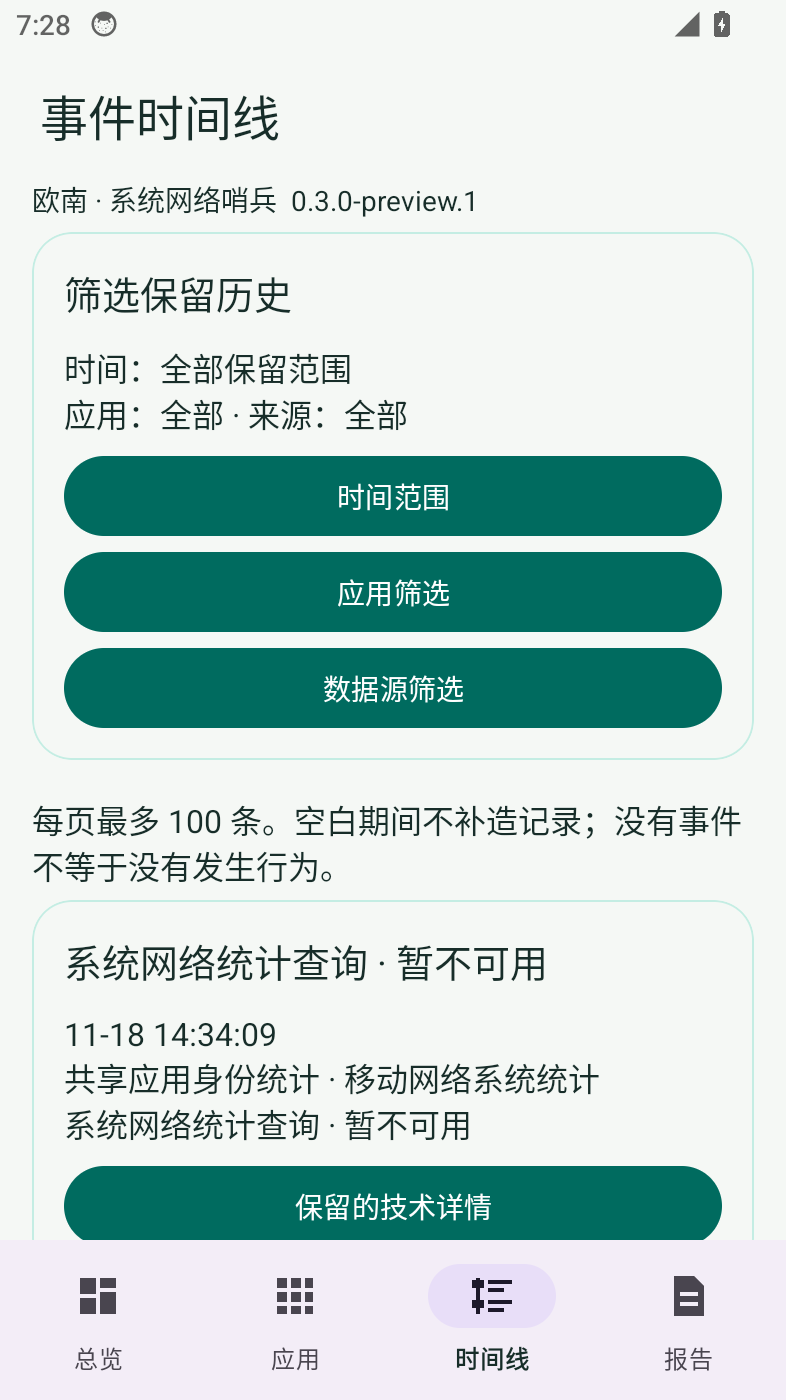 7:28
事件时间线
欧南 · 系统网络哨兵 0.3.0-preview.1
筛选保留历史
时间：全部保留范围
应用：全部 · 来源：全部
时间范围
应用筛选
数据源筛选
每页最多 100 条。空白期间不补造记录；没有事件
不等于没有发生行为。
系统网络统计查询 · 暂不可用
11-18 14:34:09
共享应用身份统计 · 移动网络系统统计
系统网络统计查询 · 暂不可用
保留的技术详情
总览
应用
时间线
报告